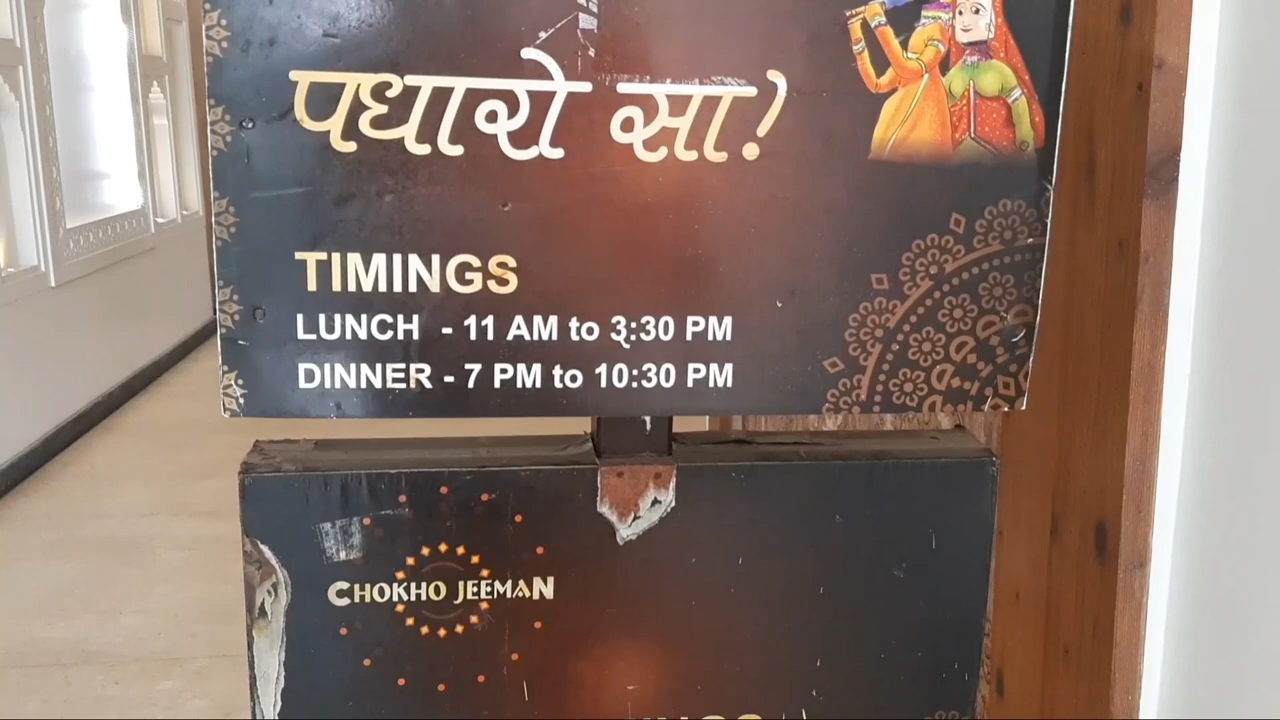 पधारो सा!
TIMINGS
LUNCH - 11 AM to 3:30 PM
DINNER - 7 PM to 10:30 PM
CHOKHO JEEMAN